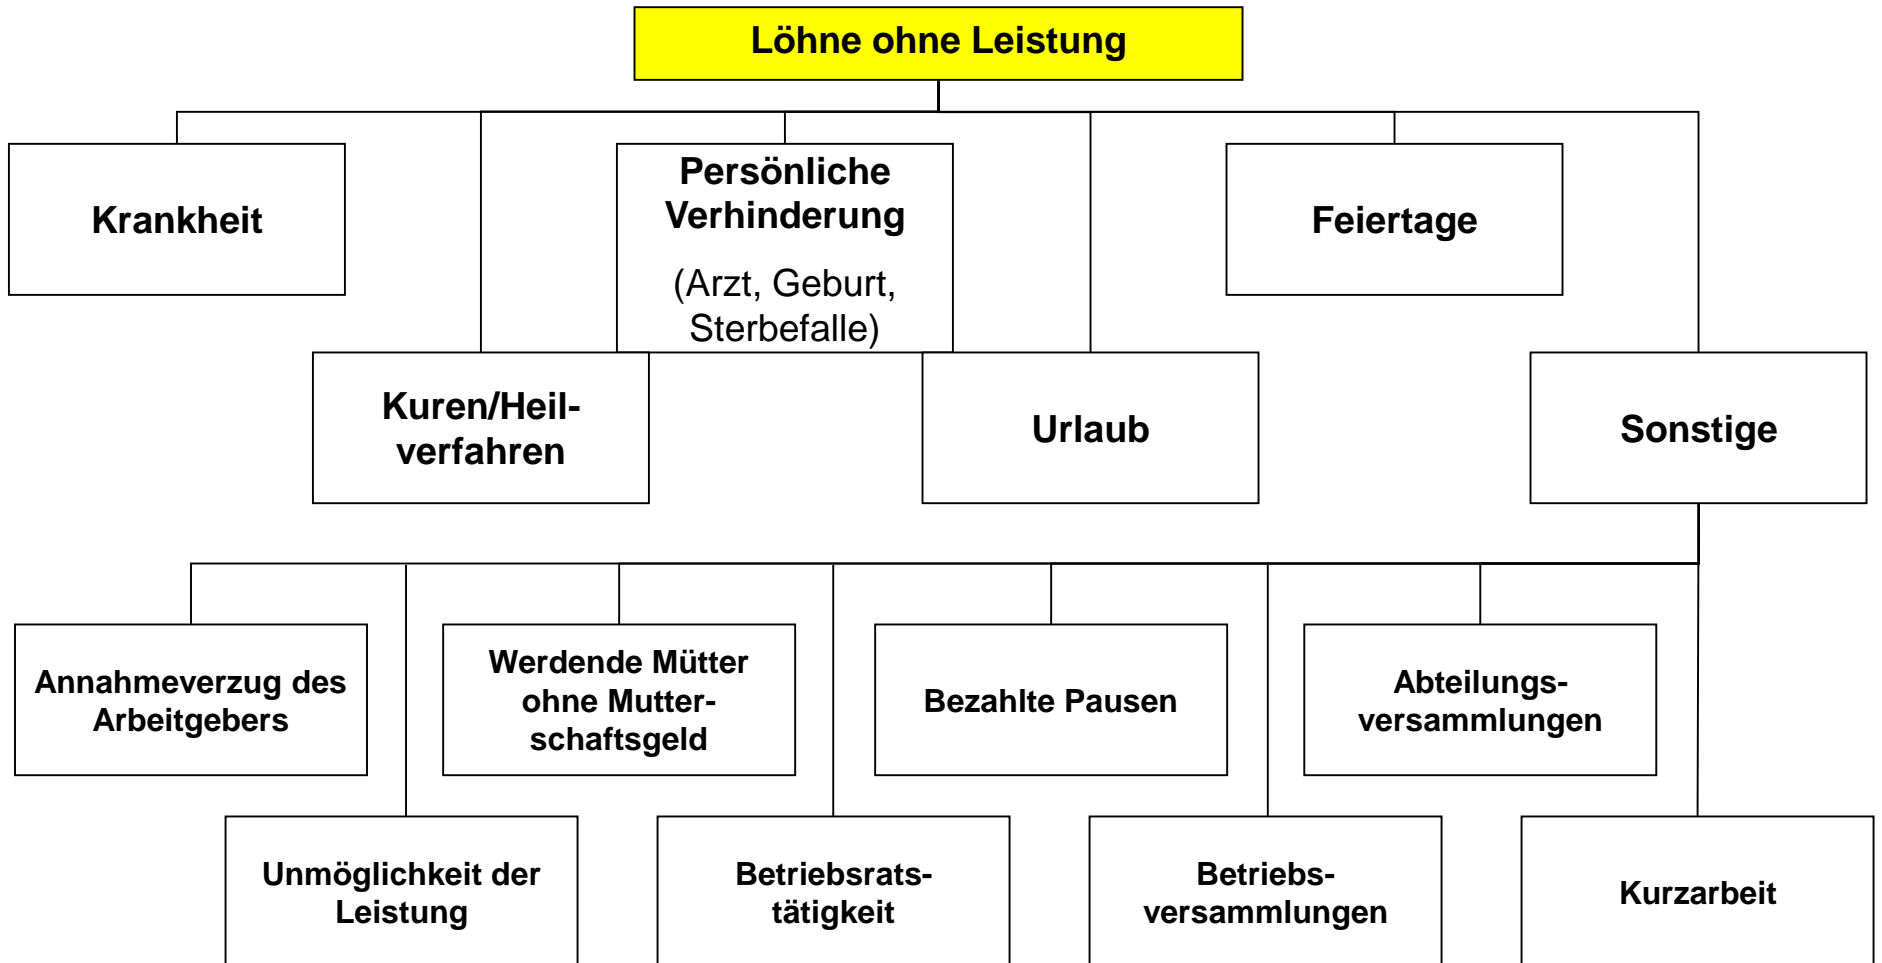 Löhne ohne Leistung
Krankheit
Persönliche
Verhinderung
(Arzt, Geburt,
Sterbefalle)
Feiertage
Kuren/Heil-
verfahren
Urlaub
Sonstige
Annahmeverzug des
Arbeitgebers
Werdende Mütter
ohne Mutter-
schaftsgeld
Bezahlte Pausen
Abteilungs-
versammlungen
Unmöglichkeit der
Leistung
Betriebsrats-
tätigkeit
Betriebs-
versammlungen
Kurzarbeit